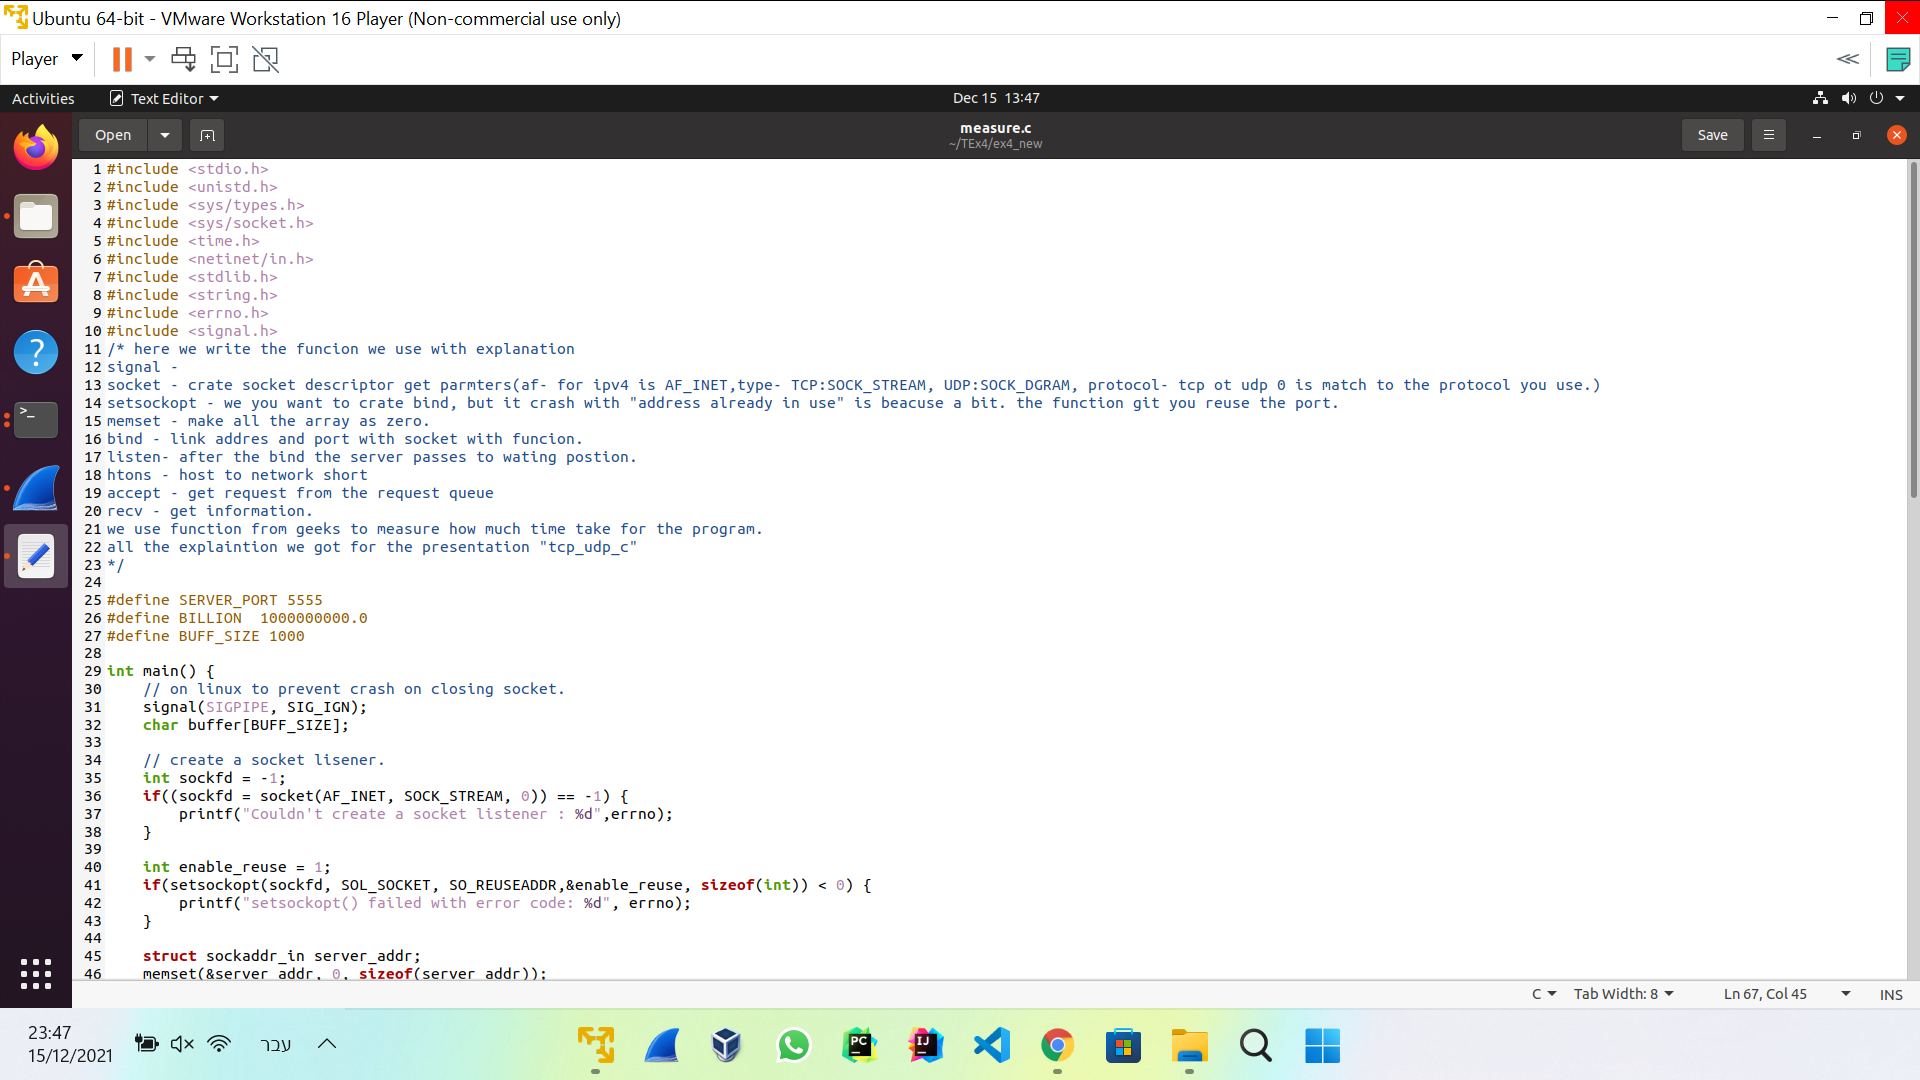 Ubuntu 64-bit - VMware Workstation 16 Player (Non-commercial use only)
Player
Activities
Text Editor
Dec 15 13:47
Open
measure.c
~/TEx4/ex4_new
Save
1 #include <stdio.h>
2 #include <unistd.h>
3 #include <sys/types.h>
4 #include <sys/socket.h>
5 #include <time.h>
6 #include <netinet/in.h>
7 #include <stdlib.h>
8 #include <string.h>
9 #include <errno.h>
10 #include <signal.h>
11 /* here we write the funcion we use with explanation
12 signal -
13 socket - crate socket descriptor get parmters(af- for ipv4 is AF_INET,type- TCP:SOCK_STREAM, UDP:SOCK_DGRAM, protocol- tcp ot udp 0 is match to the protocol you use.)
14 setsockopt - we you want to crate bind, but it crash with "address already in use" is beacuse a bit. the function git you reuse the port.
15 memset - make all the array as zero.
16 bind - link addres and port with socket with funcion.
17 listen- after the bind the server passes to wating postion.
18 htons - host to network short
19 accept - get request from the request queue
20 recv - get information.
21 we use function from geeks to measure how much time take for the program.
22 all the explaintion we got for the presentation "tcp_udp_c"
23 */
24
25 #define SERVER_PORT 5555
26 #define BILLION  1000000000.0
27 #define BUFF_SIZE 1000
28
29 int main() {
30     // on linux to prevent crash on closing socket.
31     signal(SIGPIPE, SIG_IGN);
32     char buffer[BUFF_SIZE];
33
34     // create a socket lisener.
35     int sockfd = -1;
36     if((sockfd = socket(AF_INET, SOCK_STREAM, 0)) == -1) {
37         printf("Couldn't create a socket listener : %d",errno);
38     }
39
40     int enable_reuse = 1;
41     if(setsockopt(sockfd, SOL_SOCKET, SO_REUSEADDR,&enable_reuse, sizeof(int)) < 0) {
42         printf("setsockopt() failed with error code: %d", errno);
43     }
44
45     struct sockaddr_in server_addr;
46     memset(&server_addr, 0, sizeof(server_addr));
C
Tab Width: 8
Ln 67, Col 45
INS
23:47
15/12/2021
עבר
PC
IJ